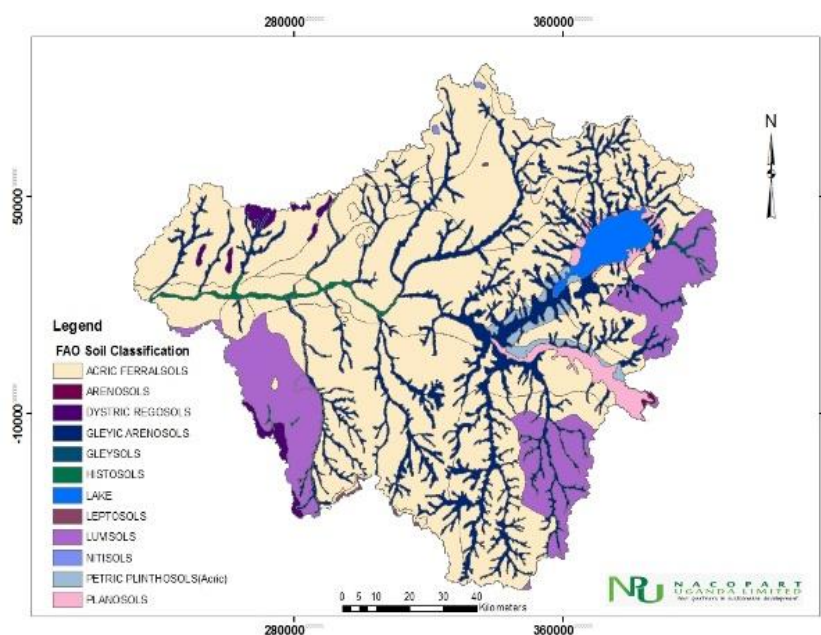 280000
360000
N
50000
-10000
Legend
FAO Soil Classification
ACRIC FERRALSOLS
ARENOSOLS
DYSTRIC REGOSOLS
GLEYIC ARENOSOLS
GLEYSOLS
HISTOSOLS
LAKE
LEPTOSOLS
LUVISOLS
NITISOLS
PETRIC PLINTHOSOLS(Acric)
PLANOSOLS
0 5 10 20 30 40
Kilometers
NPU NACOPART
UGANDA LIMITED
280000
360000